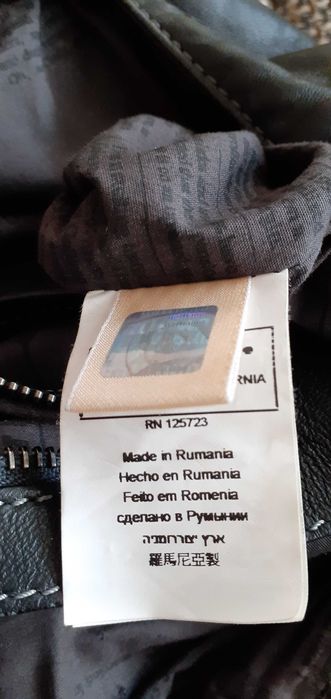 RNIA
RN 125723
Made in Rumania
Hecho en Rumania
Feito em Romenia
сделано в Румынии
ארץ יצור רומניה
羅馬尼亞製